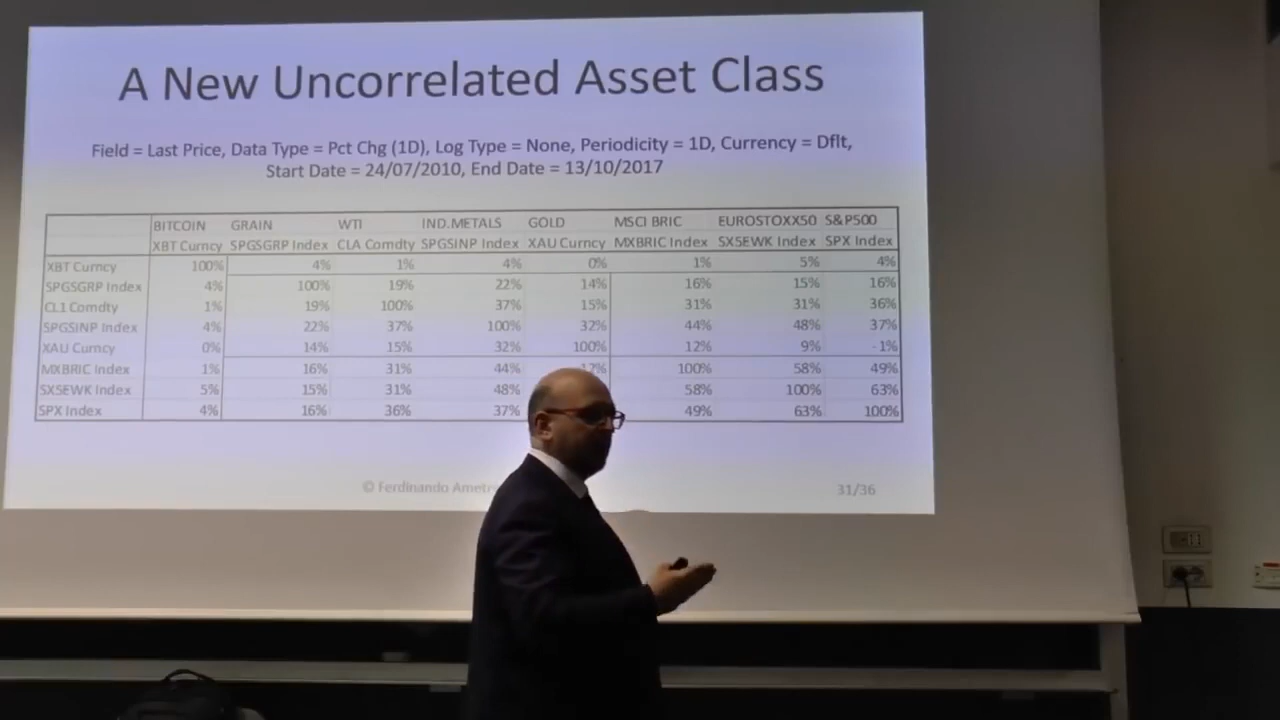 A New Uncorrelated Asset Class
Field = Last Price, Data Type = Pct Chg (1D), Log Type = None, Periodicity = 1D, Currency = Dflt,
Start Date = 24/07/2010, End Date = 13/10/2017
BITCOIN GRAIN WTI IND.METALS GOLD MSCI BRIC EUROSTOXX50 S&P500
XBT Curncy SPGSGRP Index CLA Comdty SPGSINP Index XAU Curncy MXBRIC Index SX5EWK Index SPX Index
XBT Curncy 100% 4% 1% 4% 0% 1% 5% 4%
SPGSGRP Index 4% 100% 19% 22% 14% 16% 15% 16%
CL1 Comdty 1% 19% 100% 37% 15% 31% 31% 36%
SPGSINP Index 4% 22% 37% 100% 32% 44% 48% 37%
XAU Curncy 0% 14% 15% 32% 100% 12% 9% -1%
MXBRIC Index 1% 16% 31% 44% 100% 58% 49%
SX5EWK Index 5% 15% 31% 48% 58% 100% 63%
SPX Index 4% 16% 36% 37% 49% 63% 100%
© Ferdinando 31/36